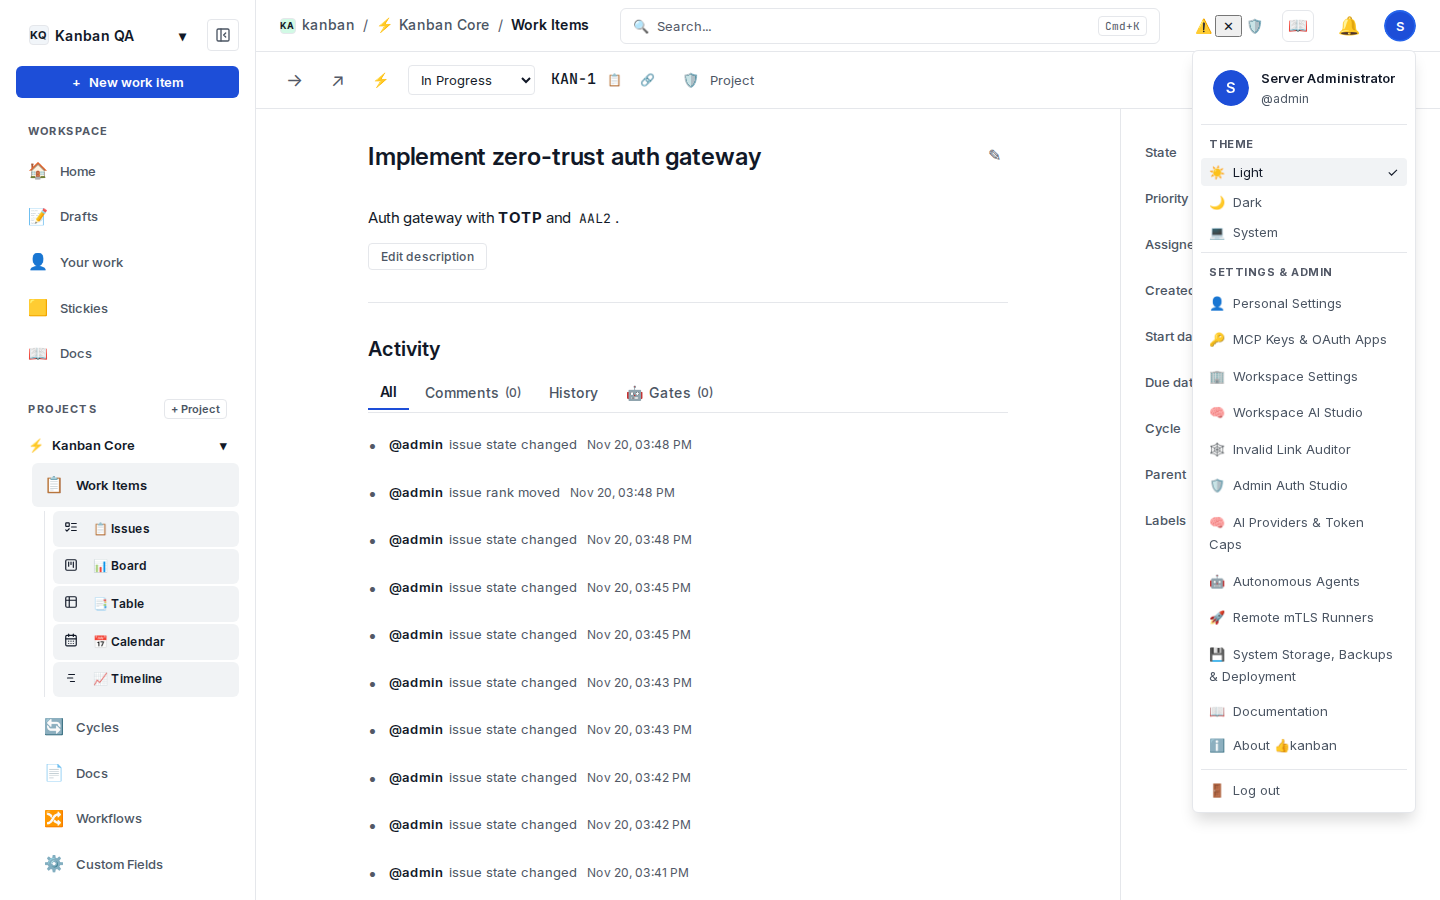 KQ Kanban QA ▾
+ New work item
WORKSPACE
Home
Drafts
Your work
Stickies
Docs
PROJECTS
+ Project
Kanban Core ▾
Work Items
Issues
Board
Table
Calendar
Timeline
Cycles
Docs
Workflows
Custom Fields
KA kanban / ⚡ Kanban Core / Work Items
Search...
Cmd+K
✕
S
In Progress
KAN-1
Project
Implement zero-trust auth gateway
Auth gateway with TOTP and AAL2 .
Edit description
Activity
All
Comments (0)
History
Gates (0)
@admin issue state changed Nov 20, 03:48 PM
@admin issue rank moved Nov 20, 03:48 PM
@admin issue state changed Nov 20, 03:48 PM
@admin issue state changed Nov 20, 03:45 PM
@admin issue state changed Nov 20, 03:45 PM
@admin issue state changed Nov 20, 03:43 PM
@admin issue state changed Nov 20, 03:43 PM
@admin issue state changed Nov 20, 03:42 PM
@admin issue state changed Nov 20, 03:42 PM
@admin issue state changed Nov 20, 03:41 PM
State
Priority
Assigne
Created
Start da
Due dat
Cycle
Parent
Labels
S
Server Administrator
@admin
THEME
Light ✓
Dark
System
SETTINGS & ADMIN
Personal Settings
MCP Keys & OAuth Apps
Workspace Settings
Workspace AI Studio
Invalid Link Auditor
Admin Auth Studio
AI Providers & Token
Caps
Autonomous Agents
Remote mTLS Runners
System Storage, Backups
& Deployment
Documentation
About 👍kanban
Log out